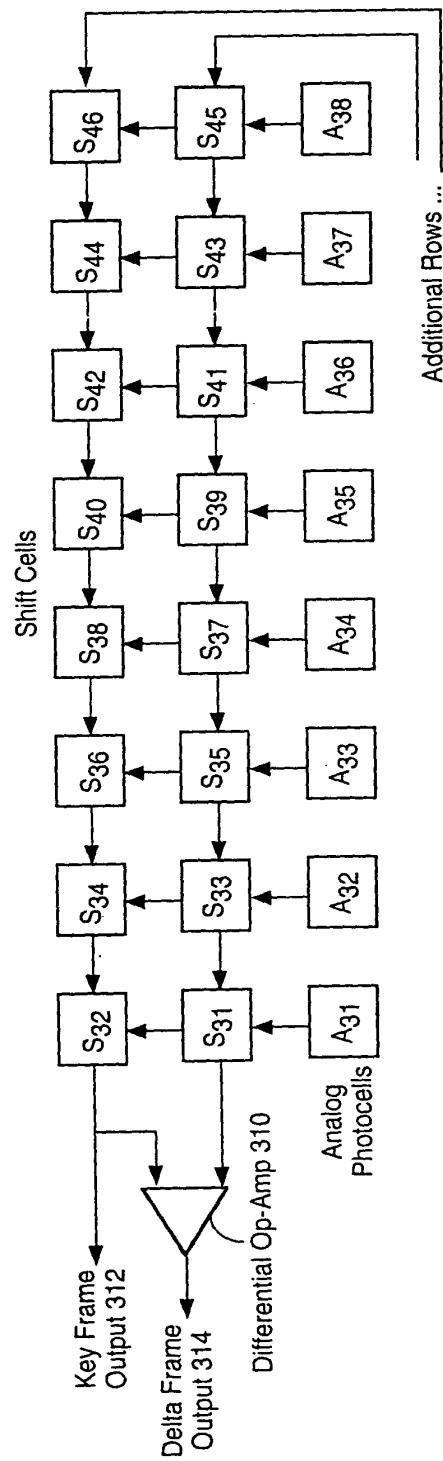 Shift Cells
S32 S34 S36 S38 S40 S42 S44 S46
S31 S33 S35 S37 S39 S41 S43 S45
A31 A32 A33 A34 A35 A36 A37 A38
Key Frame
Output 312
Delta Frame
Output 314
Differential Op-Amp 310
Analog
Photocells
Additional Rows ...